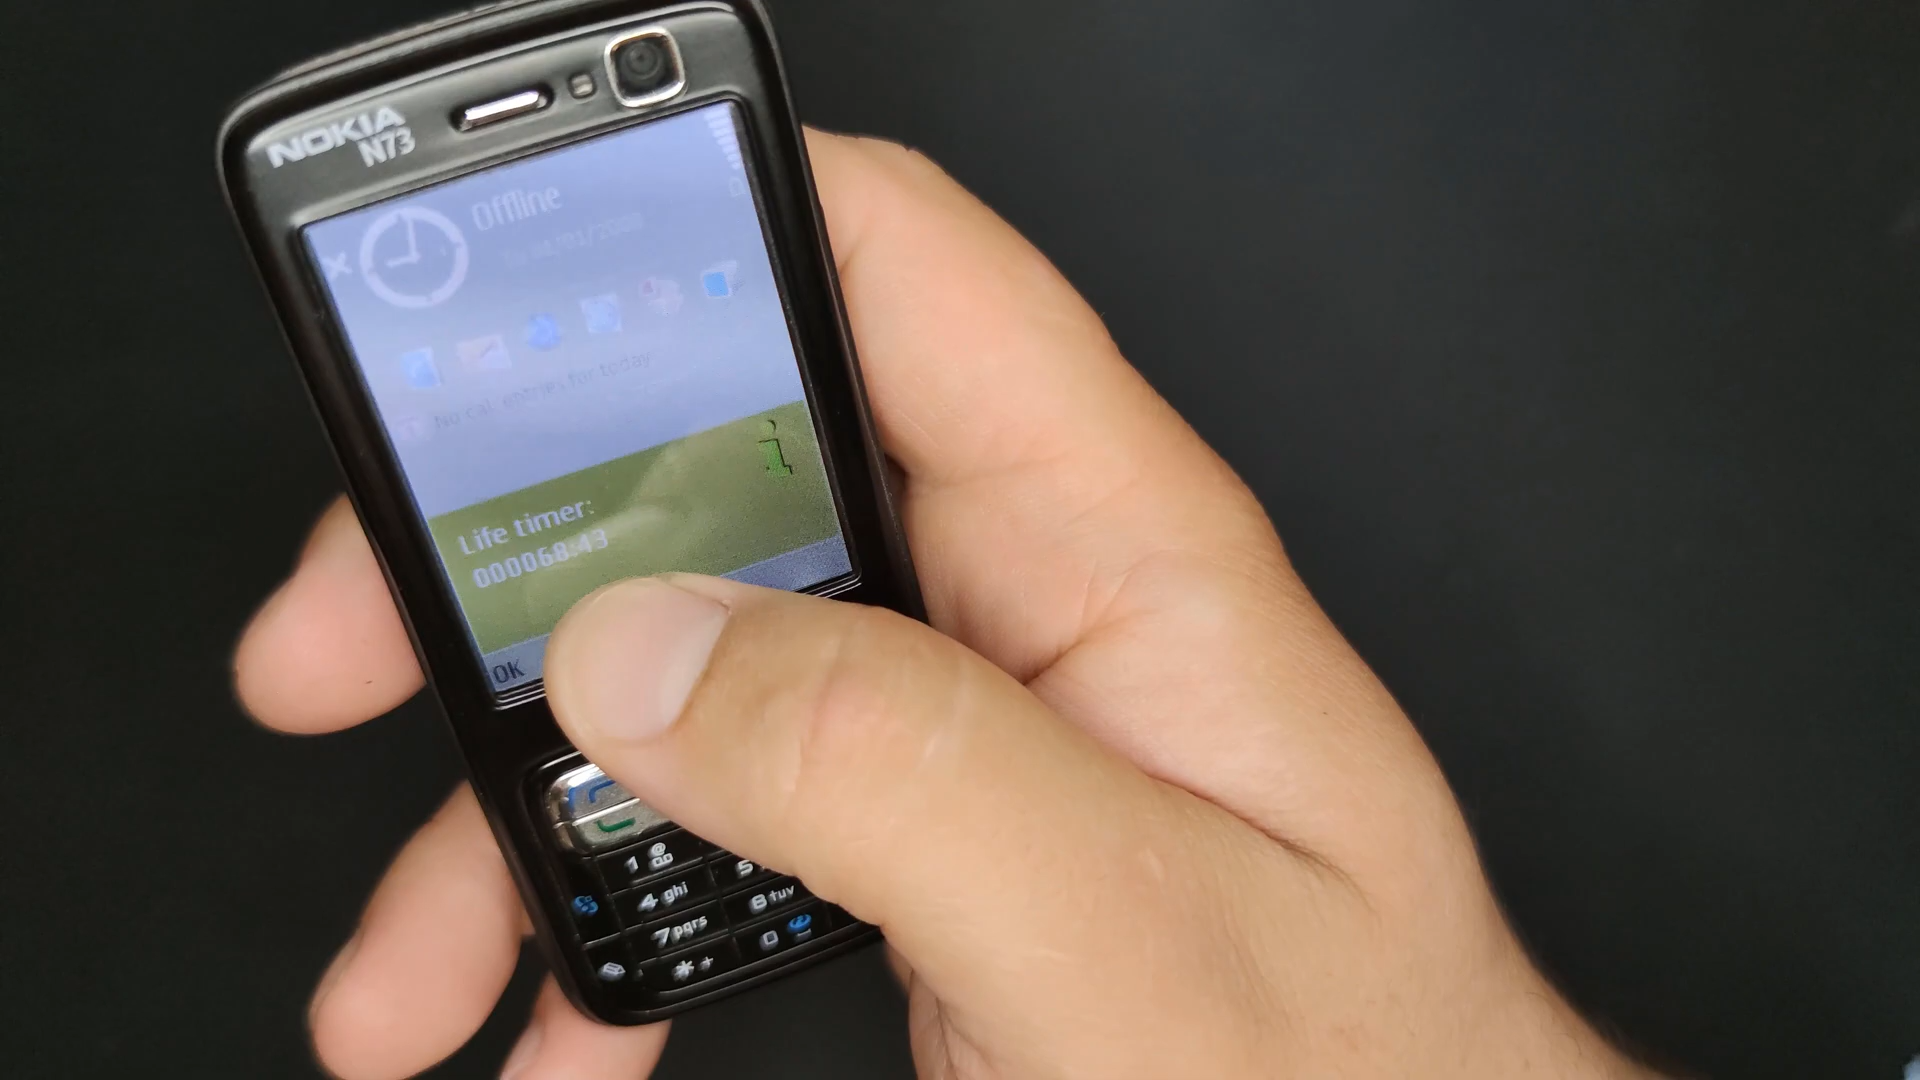 NOKIA
N73
Offline
No cal. entries for today
Life timer:
000068:43
OK
1
4 ghi
5
7 pqrs
8 tuv
0
* +